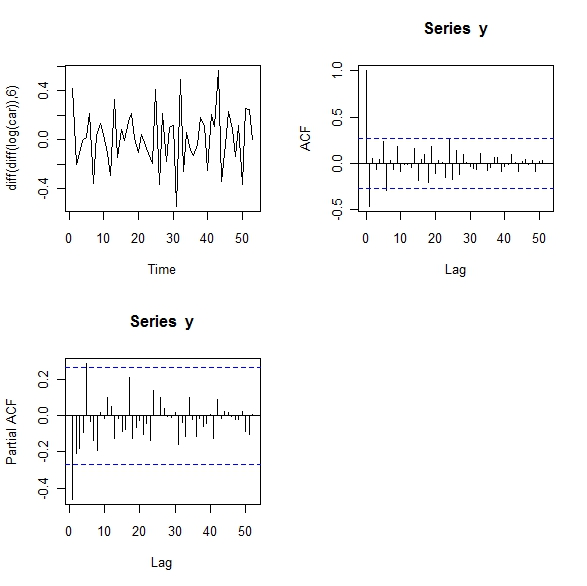 Series y
diff(diff(log(car)),6)
0.4
0.0
-0.4
0 10 20 30 40 50
Time
ACF
1.0
0.5
0.0
-0.5
0 10 20 30 40 50
Lag
Series y
Partial ACF
0.2
0.0
-0.2
-0.4
0 10 20 30 40 50
Lag